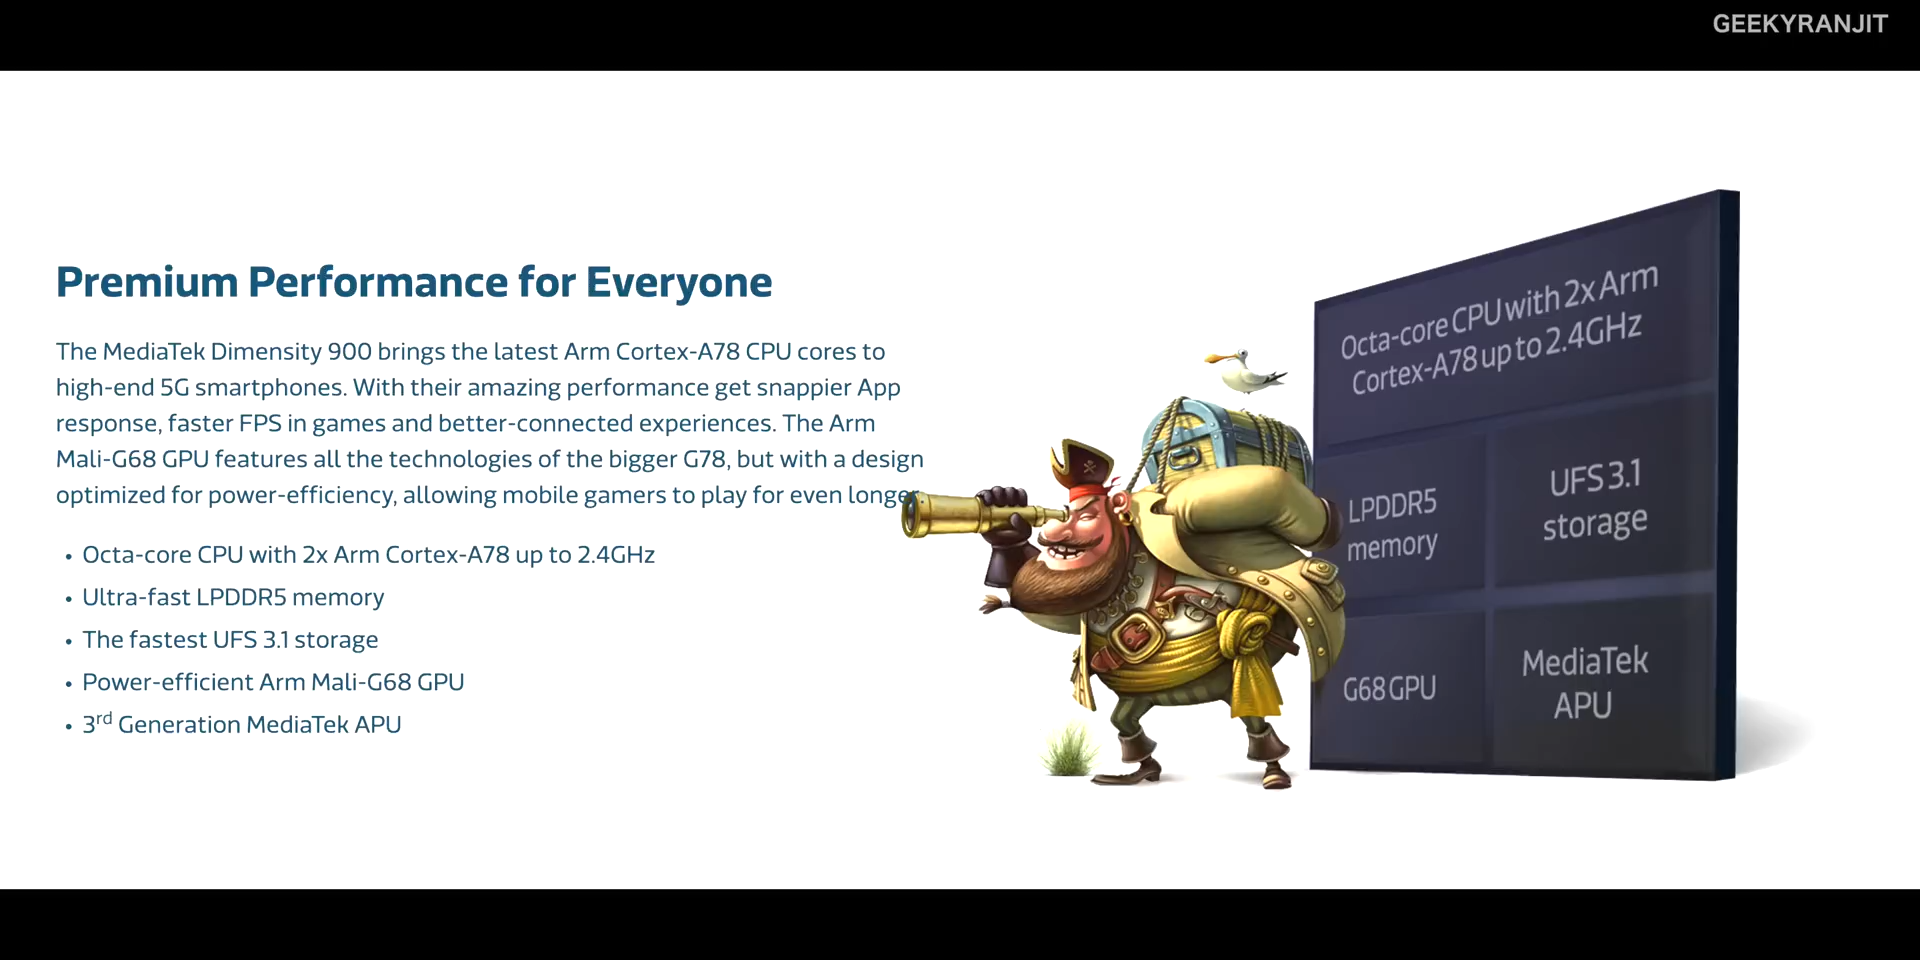 GEEKYRANJIT
Premium Performance for Everyone
The MediaTek Dimensity 900 brings the latest Arm Cortex-A78 CPU cores to
high-end 5G smartphones. With their amazing performance get snappier App
response, faster FPS in games and better-connected experiences. The Arm
Mali-G68 GPU features all the technologies of the bigger G78, but with a design
optimized for power-efficiency, allowing mobile gamers to play for even longer
• Octa-core CPU with 2x Arm Cortex-A78 up to 2.4GHz
• Ultra-fast LPDDR5 memory
• The fastest UFS 3.1 storage
• Power-efficient Arm Mali-G68 GPU
• 3rd Generation MediaTek APU
Octa-core CPU with 2x Arm
Cortex-A78 up to 2.4GHz
LPDDR5
memory
UFS 3.1
storage
G68 GPU
MediaTek
APU